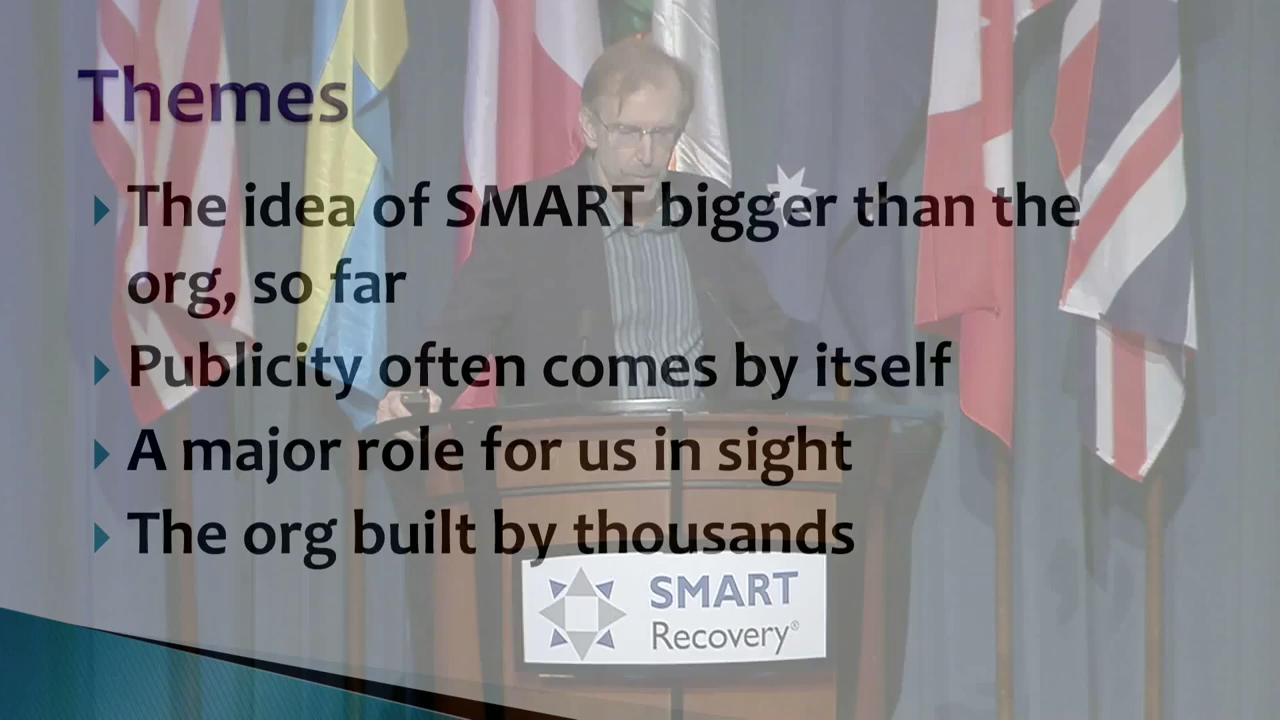 Themes
The idea of SMART bigger than the
org, so far
Publicity often comes by itself
A major role for us in sight
The org built by thousands
SMART
Recovery®